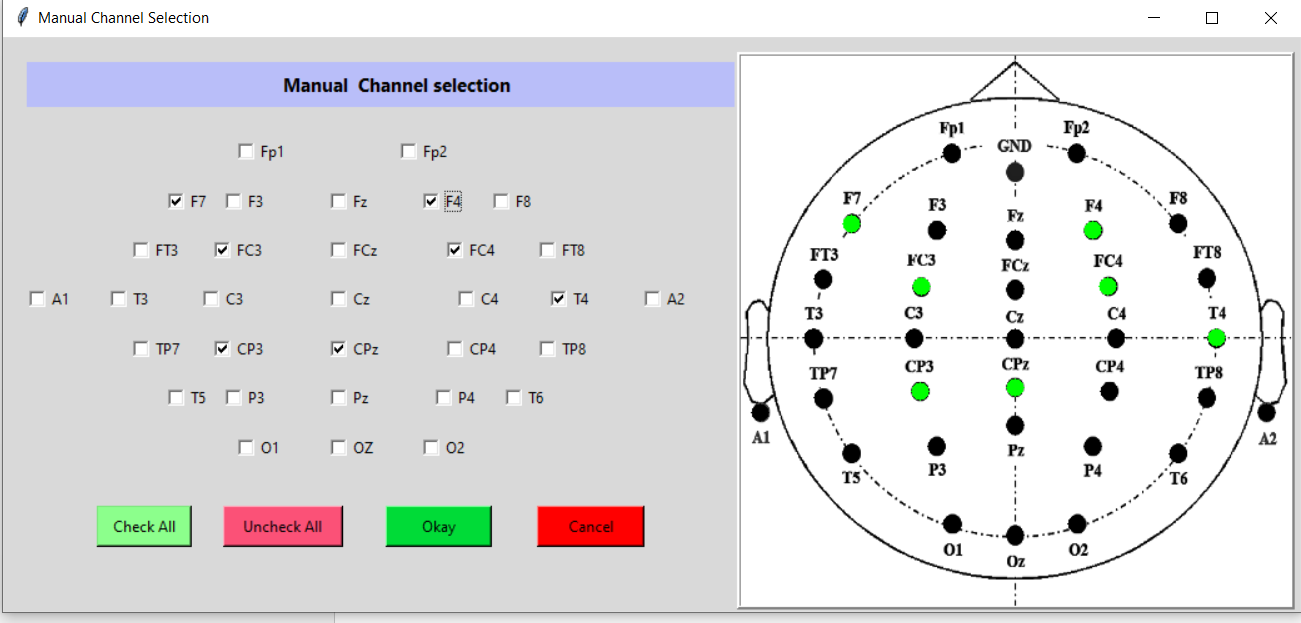 Manual Channel Selection
Manual  Channel selection
Fp1 Fp2
F7 F3 Fz F4 F8
FT3 FC3 FCz FC4 FT8
A1 T3 C3 Cz C4 T4 A2
TP7 CP3 CPz CP4 TP8
T5 P3 Pz P4 T6
O1 OZ O2
Check All Uncheck All Okay Cancel
Fp1 Fp2
GND
F7 F3 Fz F4 F8
FT3 FC3 FCz FC4 FT8
T3 C3 Cz C4 T4
TP7 CP3 CPz CP4 TP8
A1 A2
T5 P3 Pz P4 T6
O1 Oz O2